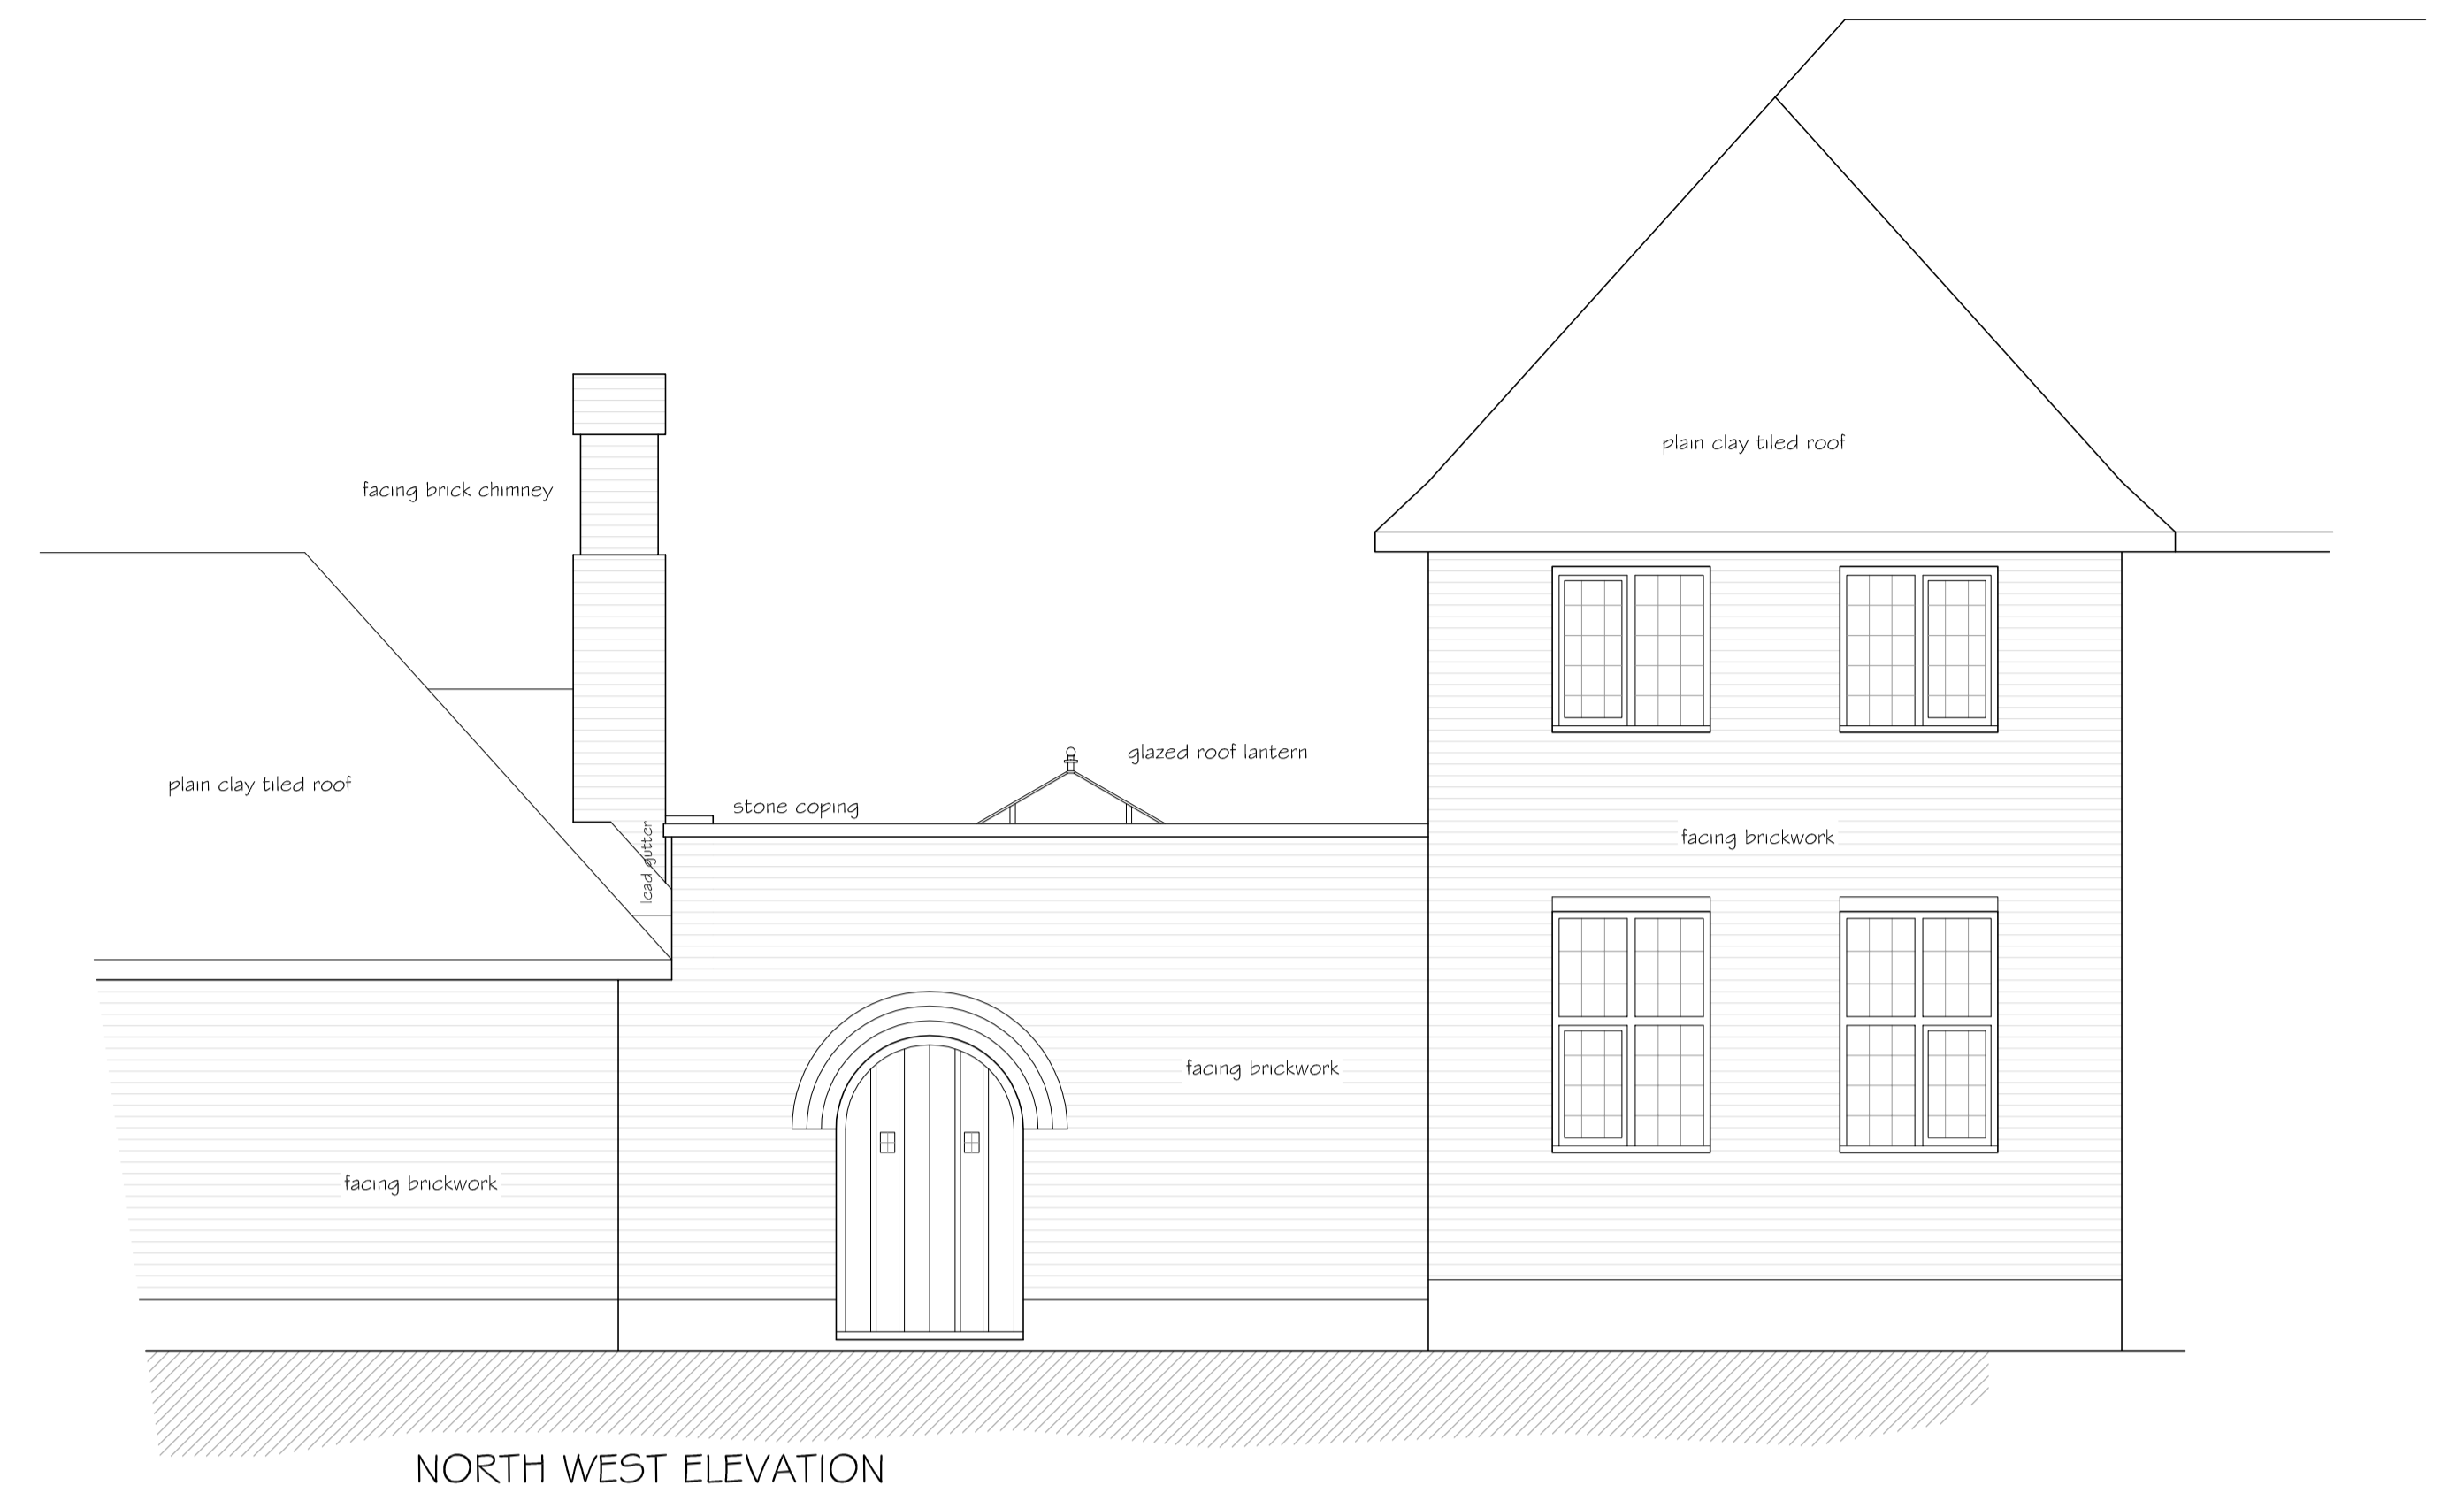 plain clay tiled roof
facing brick chimney
glazed roof lantern
plain clay tiled roof
stone coping
lead gutter
facing brickwork
facing brickwork
facing brickwork
NORTH WEST ELEVATION